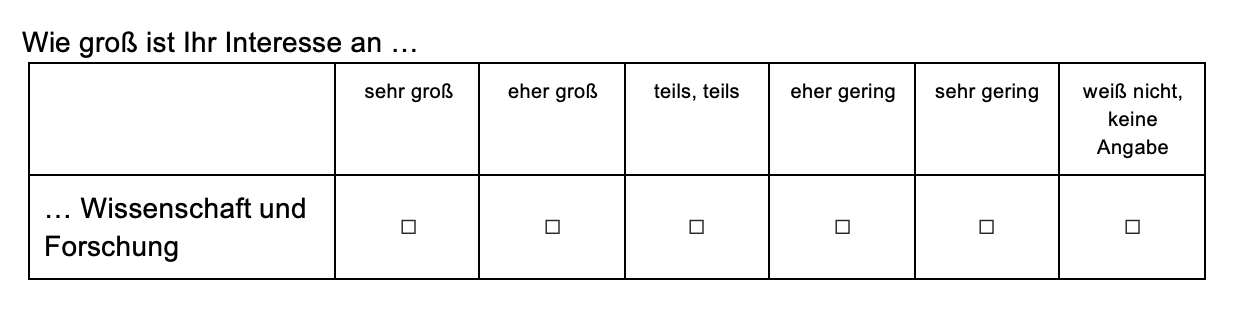 Wie groß ist Ihr Interesse an …
sehr groß
eher groß
teils, teils
eher gering
sehr gering
weiß nicht,
keine
Angabe
… Wissenschaft und
Forschung